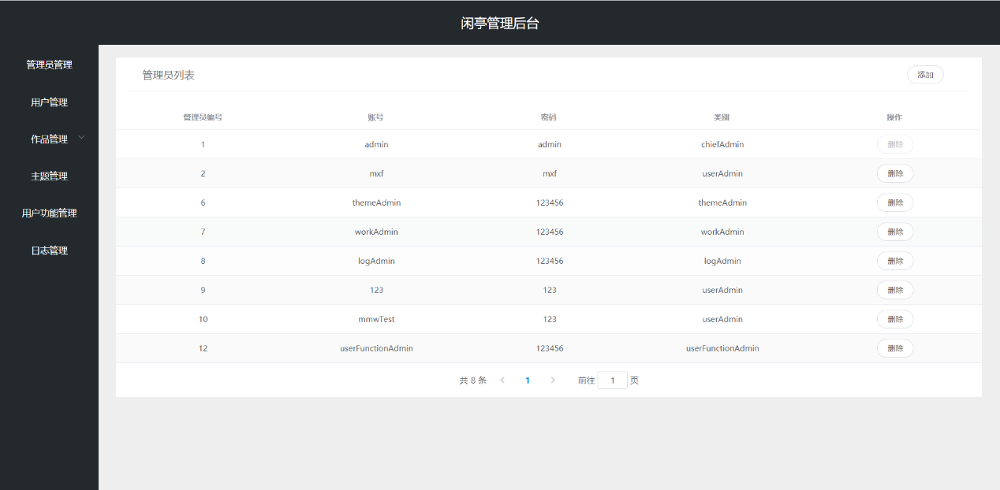 闲亭管理后台
管理员管理
用户管理
作品管理
主题管理
用户功能管理
日志管理
管理员列表 添加
管理员编号 账号 密码 类别 操作
1 admin admin chiefAdmin 删除
2 mxf mxf userAdmin 删除
6 themeAdmin 123456 themeAdmin 删除
7 workAdmin 123456 workAdmin 删除
8 logAdmin 123456 logAdmin 删除
9 123 123 userAdmin 删除
10 mmwTest 123 userAdmin 删除
12 userFunctionAdmin 123456 userFunctionAdmin 删除
共 8 条 1 前往 1 页